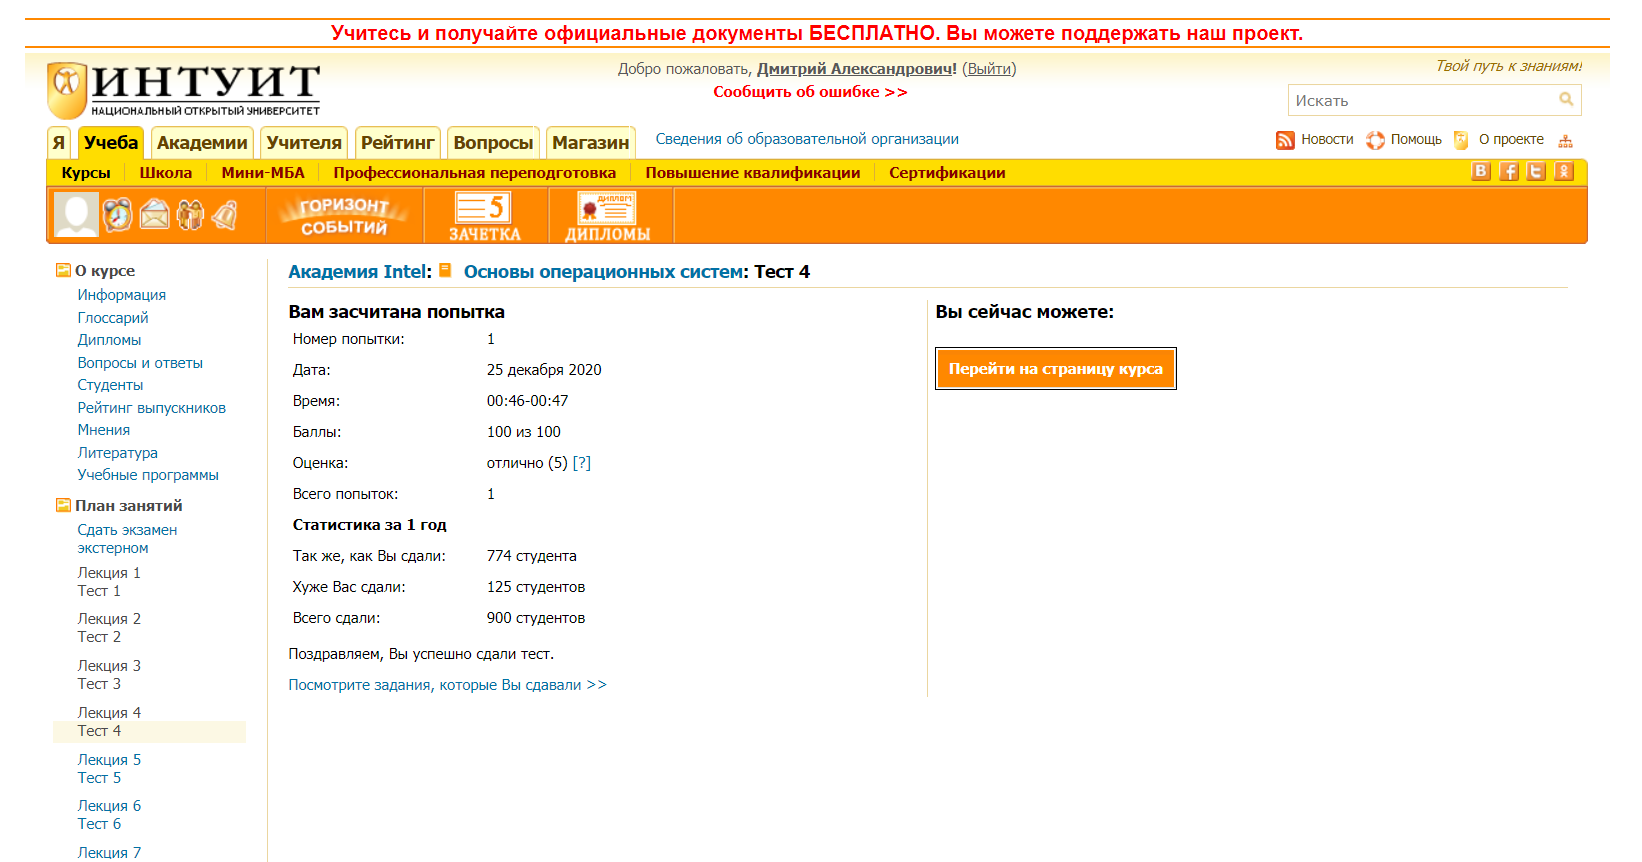 Учитесь и получайте официальные документы БЕСПЛАТНО. Вы можете поддержать наш проект.
ИНТУИТ
НАЦИОНАЛЬНЫЙ ОТКРЫТЫЙ УНИВЕРСИТЕТ
Добро пожаловать, Дмитрий Александрович! (Выйти)
Сообщить об ошибке >>
Твой путь к знаниям!
Искать
Я Учеба Академии Учителя Рейтинг Вопросы Магазин Сведения об образовательной организации Новости Помощь О проекте
Курсы Школа Мини-МБА Профессиональная переподготовка Повышение квалификации Сертификации
ГОРИЗОНТ СОБЫТИЙ
5 ЗАЧЕТКА
ДИПЛОМ ДИПЛОМЫ
О курсе
Информация
Глоссарий
Дипломы
Вопросы и ответы
Студенты
Рейтинг выпускников
Мнения
Литература
Учебные программы
План занятий
Сдать экзамен
экстерном
Лекция 1
Тест 1
Лекция 2
Тест 2
Лекция 3
Тест 3
Лекция 4
Тест 4
Лекция 5
Тест 5
Лекция 6
Тест 6
Лекция 7
Академия Intel: Основы операционных систем: Тест 4
Вам засчитана попытка
Номер попытки: 1
Дата: 25 декабря 2020
Время: 00:46-00:47
Баллы: 100 из 100
Оценка: отлично (5) [?]
Всего попыток: 1
Статистика за 1 год
Так же, как Вы сдали: 774 студента
Хуже Вас сдали: 125 студентов
Всего сдали: 900 студентов
Поздравляем, Вы успешно сдали тест.
Посмотрите задания, которые Вы сдавали >>
Вы сейчас можете:
Перейти на страницу курса